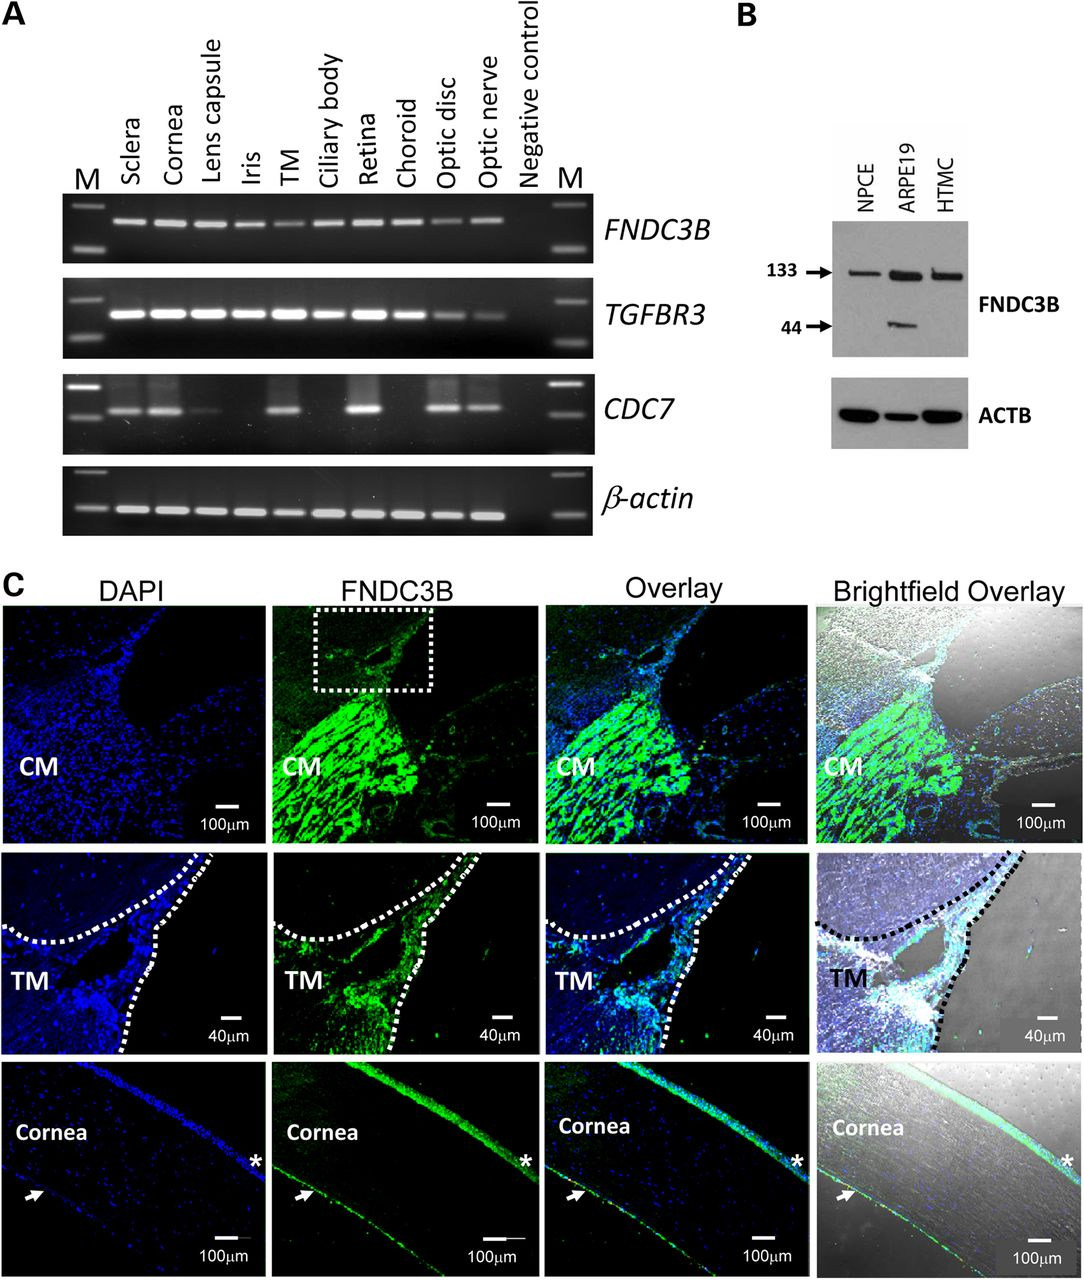 A
B
M
Sclera
Cornea
Lens capsule
Iris
TM
Ciliary body
Retina
Choroid
Optic disc
Optic nerve
Negative control
M
FNDC3B
TGFBR3
CDC7
β-actin
NPCE
ARPE19
HTMC
133
44
FNDC3B
ACTB
C
DAPI
FNDC3B
Overlay
Brightfield Overlay
CM
100μm
CM
100μm
CM
100μm
CM
100μm
TM
40μm
TM
40μm
TM
40μm
TM
40μm
Cornea
*
100μm
Cornea
*
100μm
Cornea
*
100μm
Cornea
*
100μm